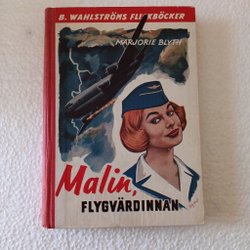 B. WAHLSTRÖMS FLICKBÖCKER
MARJORIE BLYTH
Malin,
FLYGVÄRDINNAN